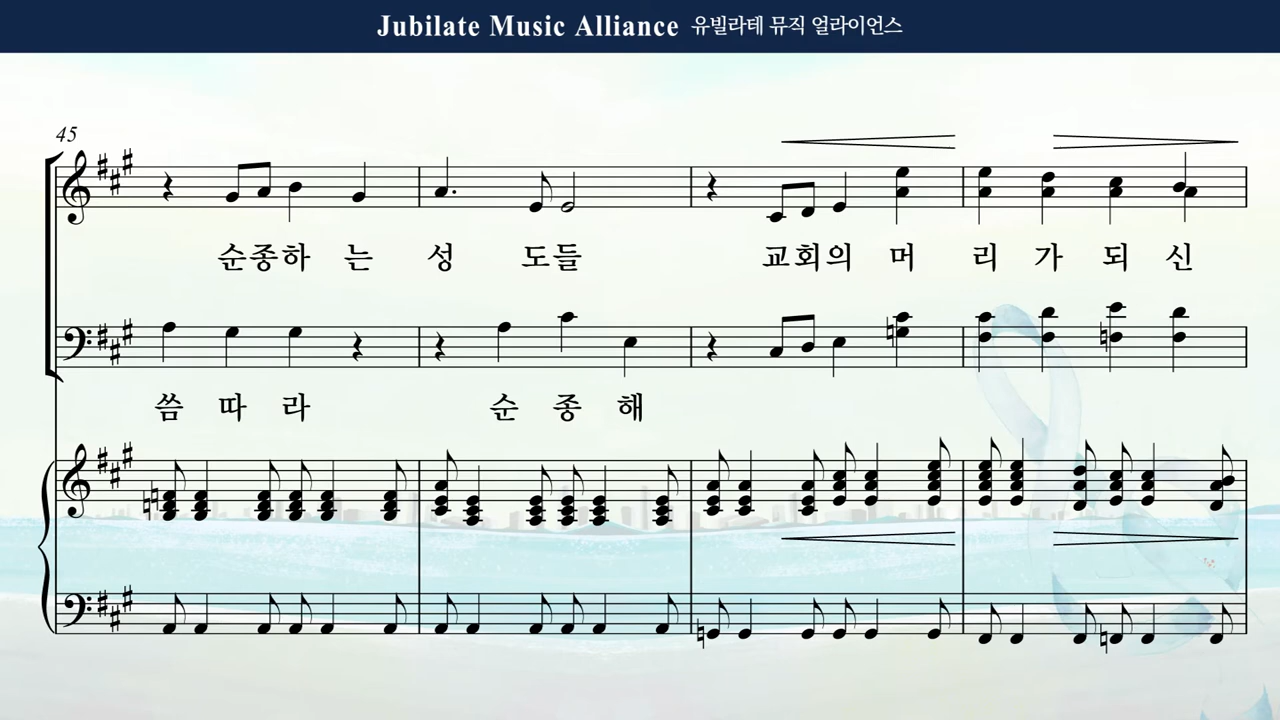 Jubilate Music Alliance 유빌라테 뮤직 얼라이언스
45
순종하 는 성 도들 교회의 머 리 가 되 신
씀 따 라 순 종 해